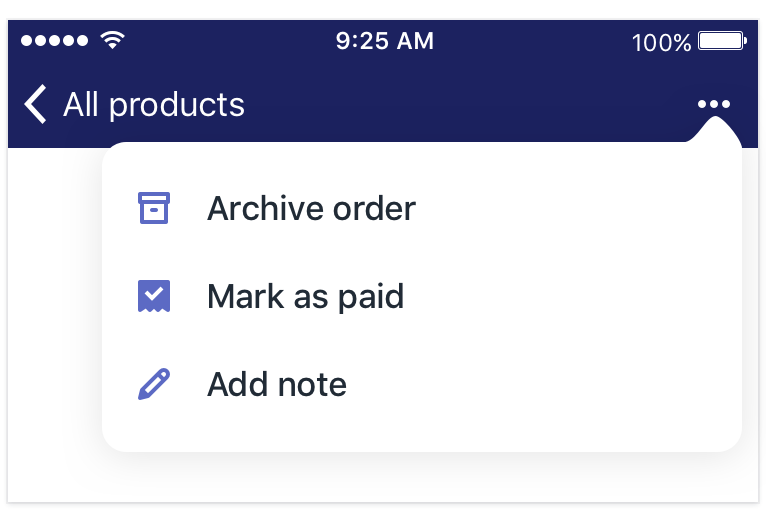 9:25 AM 100%
All products
Archive order
Mark as paid
Add note